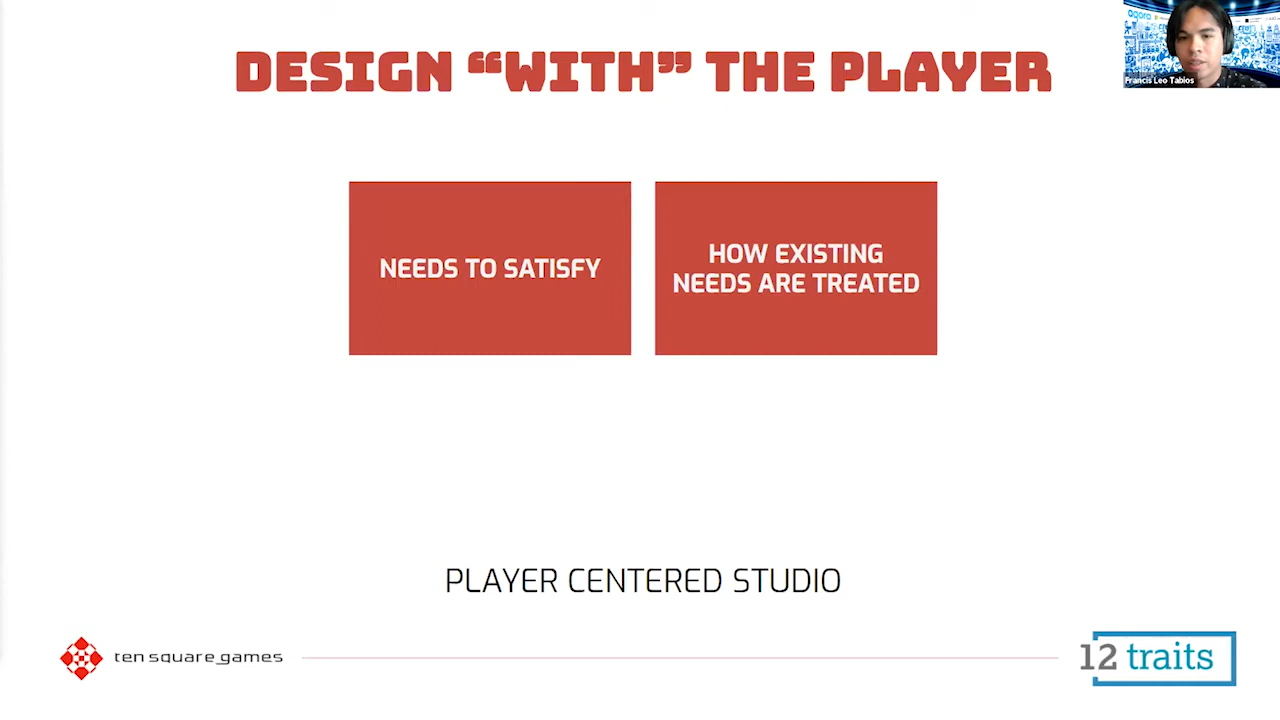 DESIGN “WITH” THE PLAYER
agora
Francis Leo Tabios
NEEDS TO SATISFY
HOW EXISTING
NEEDS ARE TREATED
PLAYER CENTERED STUDIO
ten square games
12 traits